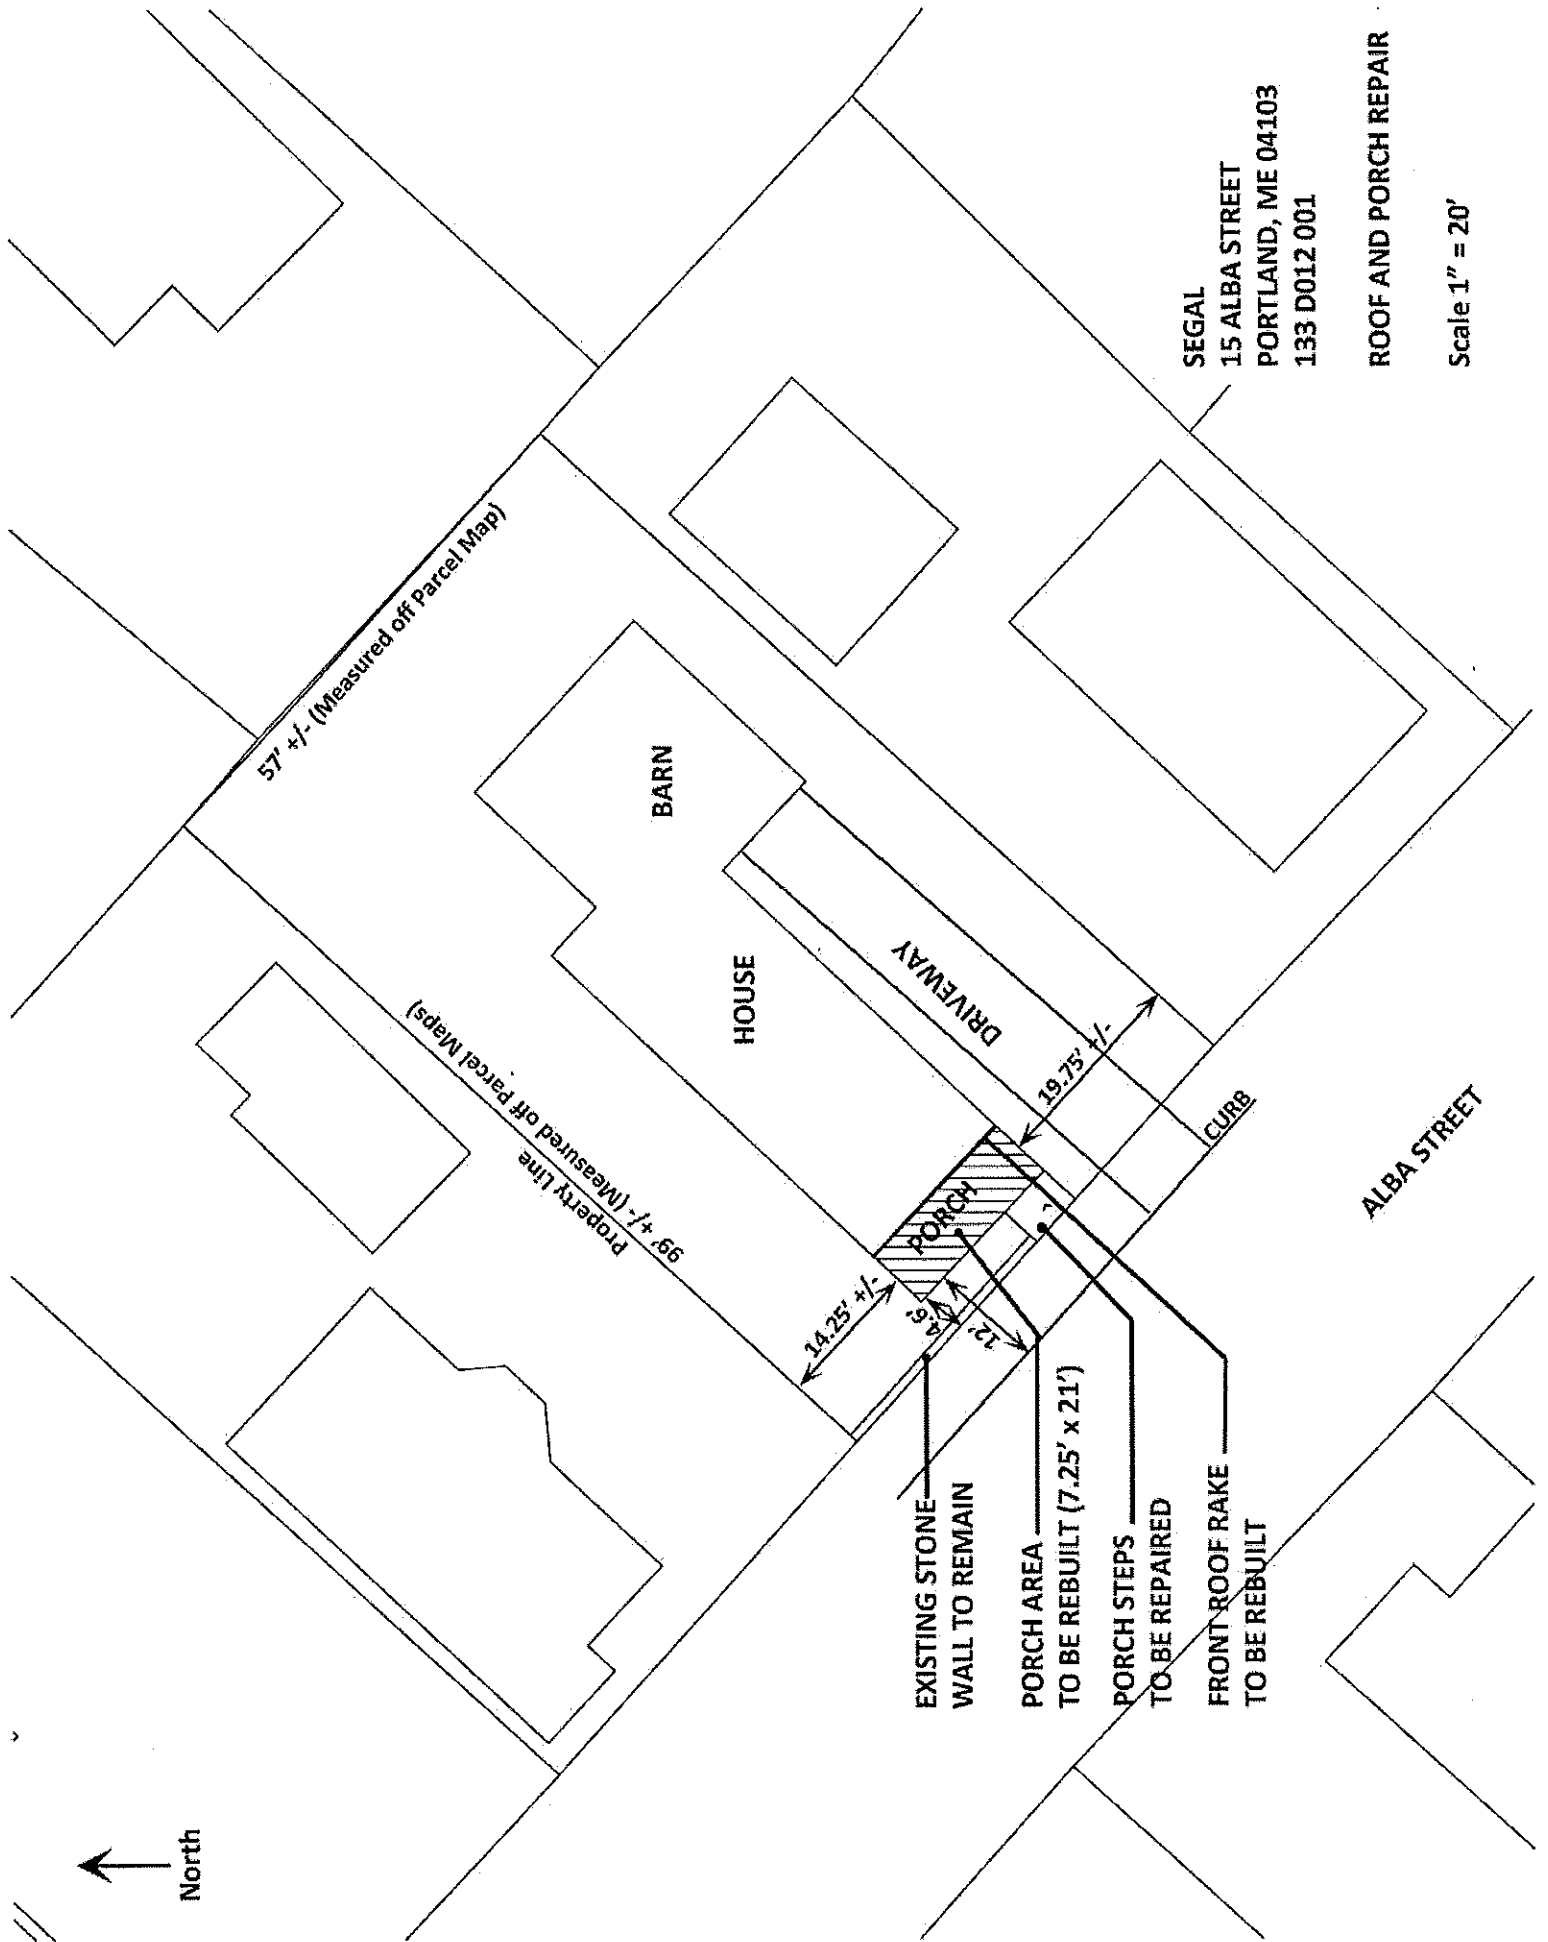 North
57' +/- (Measured off Parcel Map)
Property Line
99' +/- (Measured off Parcel Maps)
BARN
HOUSE
DRIVEWAY
PORCH
14.25' +/-
19.75' +/-
4.6'
12'
CURB
ALBA STREET
EXISTING STONE
WALL TO REMAIN
PORCH AREA
TO BE REBUILT (7.25' x 21')
PORCH STEPS
TO BE REPAIRED
FRONT ROOF RAKE
TO BE REBUILT
SEGAL
15 ALBA STREET
PORTLAND, ME 04103
133 D012 001
ROOF AND PORCH REPAIR
Scale 1" = 20'